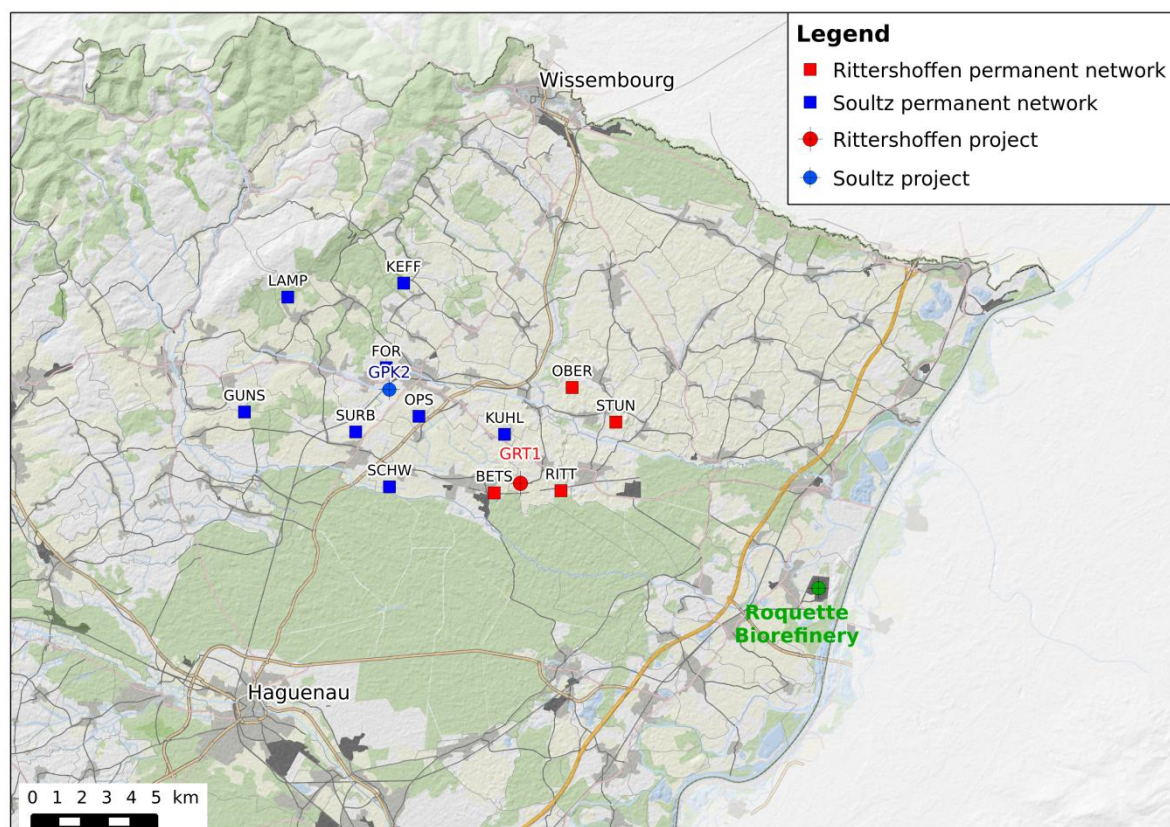 Legend
Rittershoffen permanent network
Soultz permanent network
Rittershoffen project
Soultz project
Wissembourg
KEFF
LAMP
FOR
GPK2
OBER
GUNS
OPS
STUN
SURB
KUHL
GRT1
SCHW
BETS
RITT
Roquette
Biorefinery
Haguenau
0 1 2 3 4 5 km